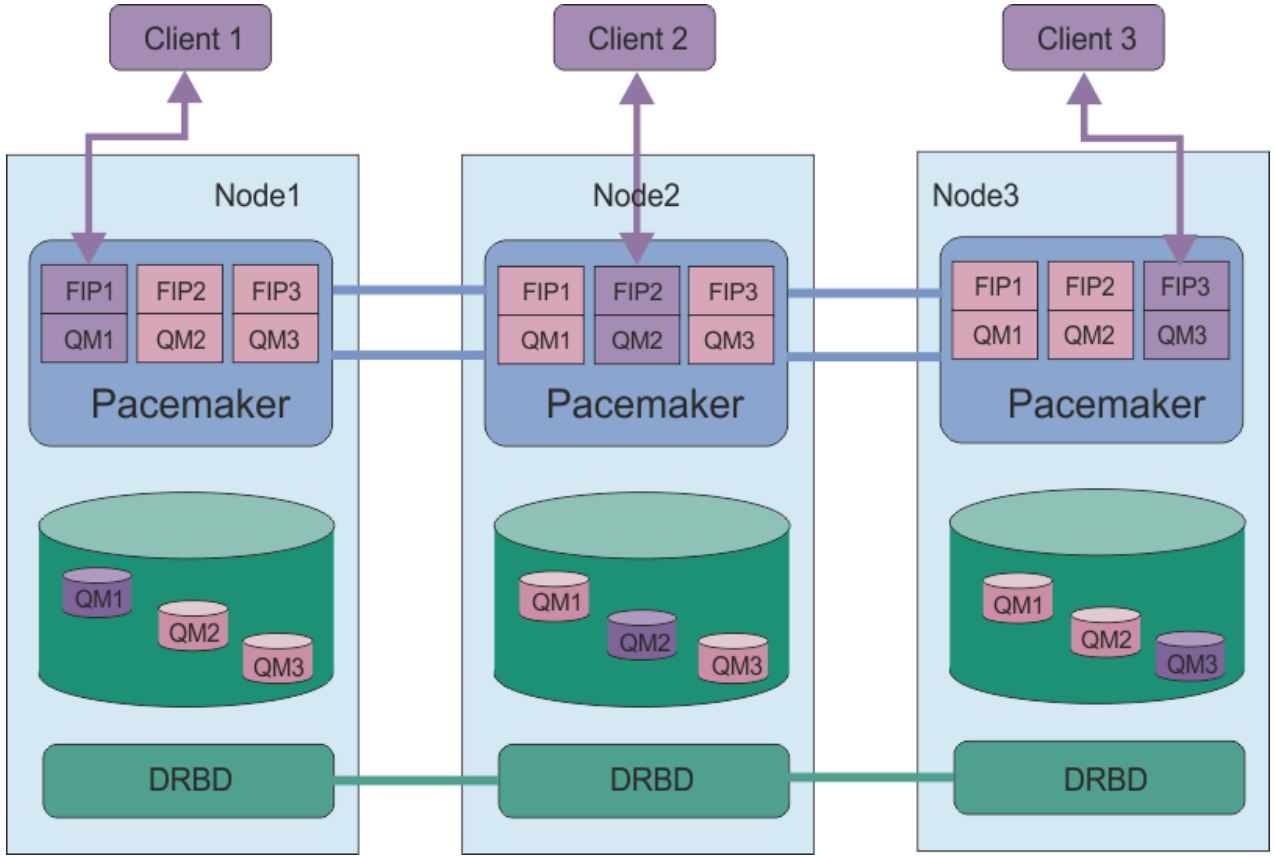 Client 1
Client 2
Client 3
Node1
Node2
Node3
FIP1 FIP2 FIP3
QM1 QM2 QM3
Pacemaker
FIP1 FIP2 FIP3
QM1 QM2 QM3
Pacemaker
FIP1 FIP2 FIP3
QM1 QM2 QM3
Pacemaker
QM1
QM2
QM3
QM1
QM2
QM3
QM1
QM2
QM3
DRBD
DRBD
DRBD